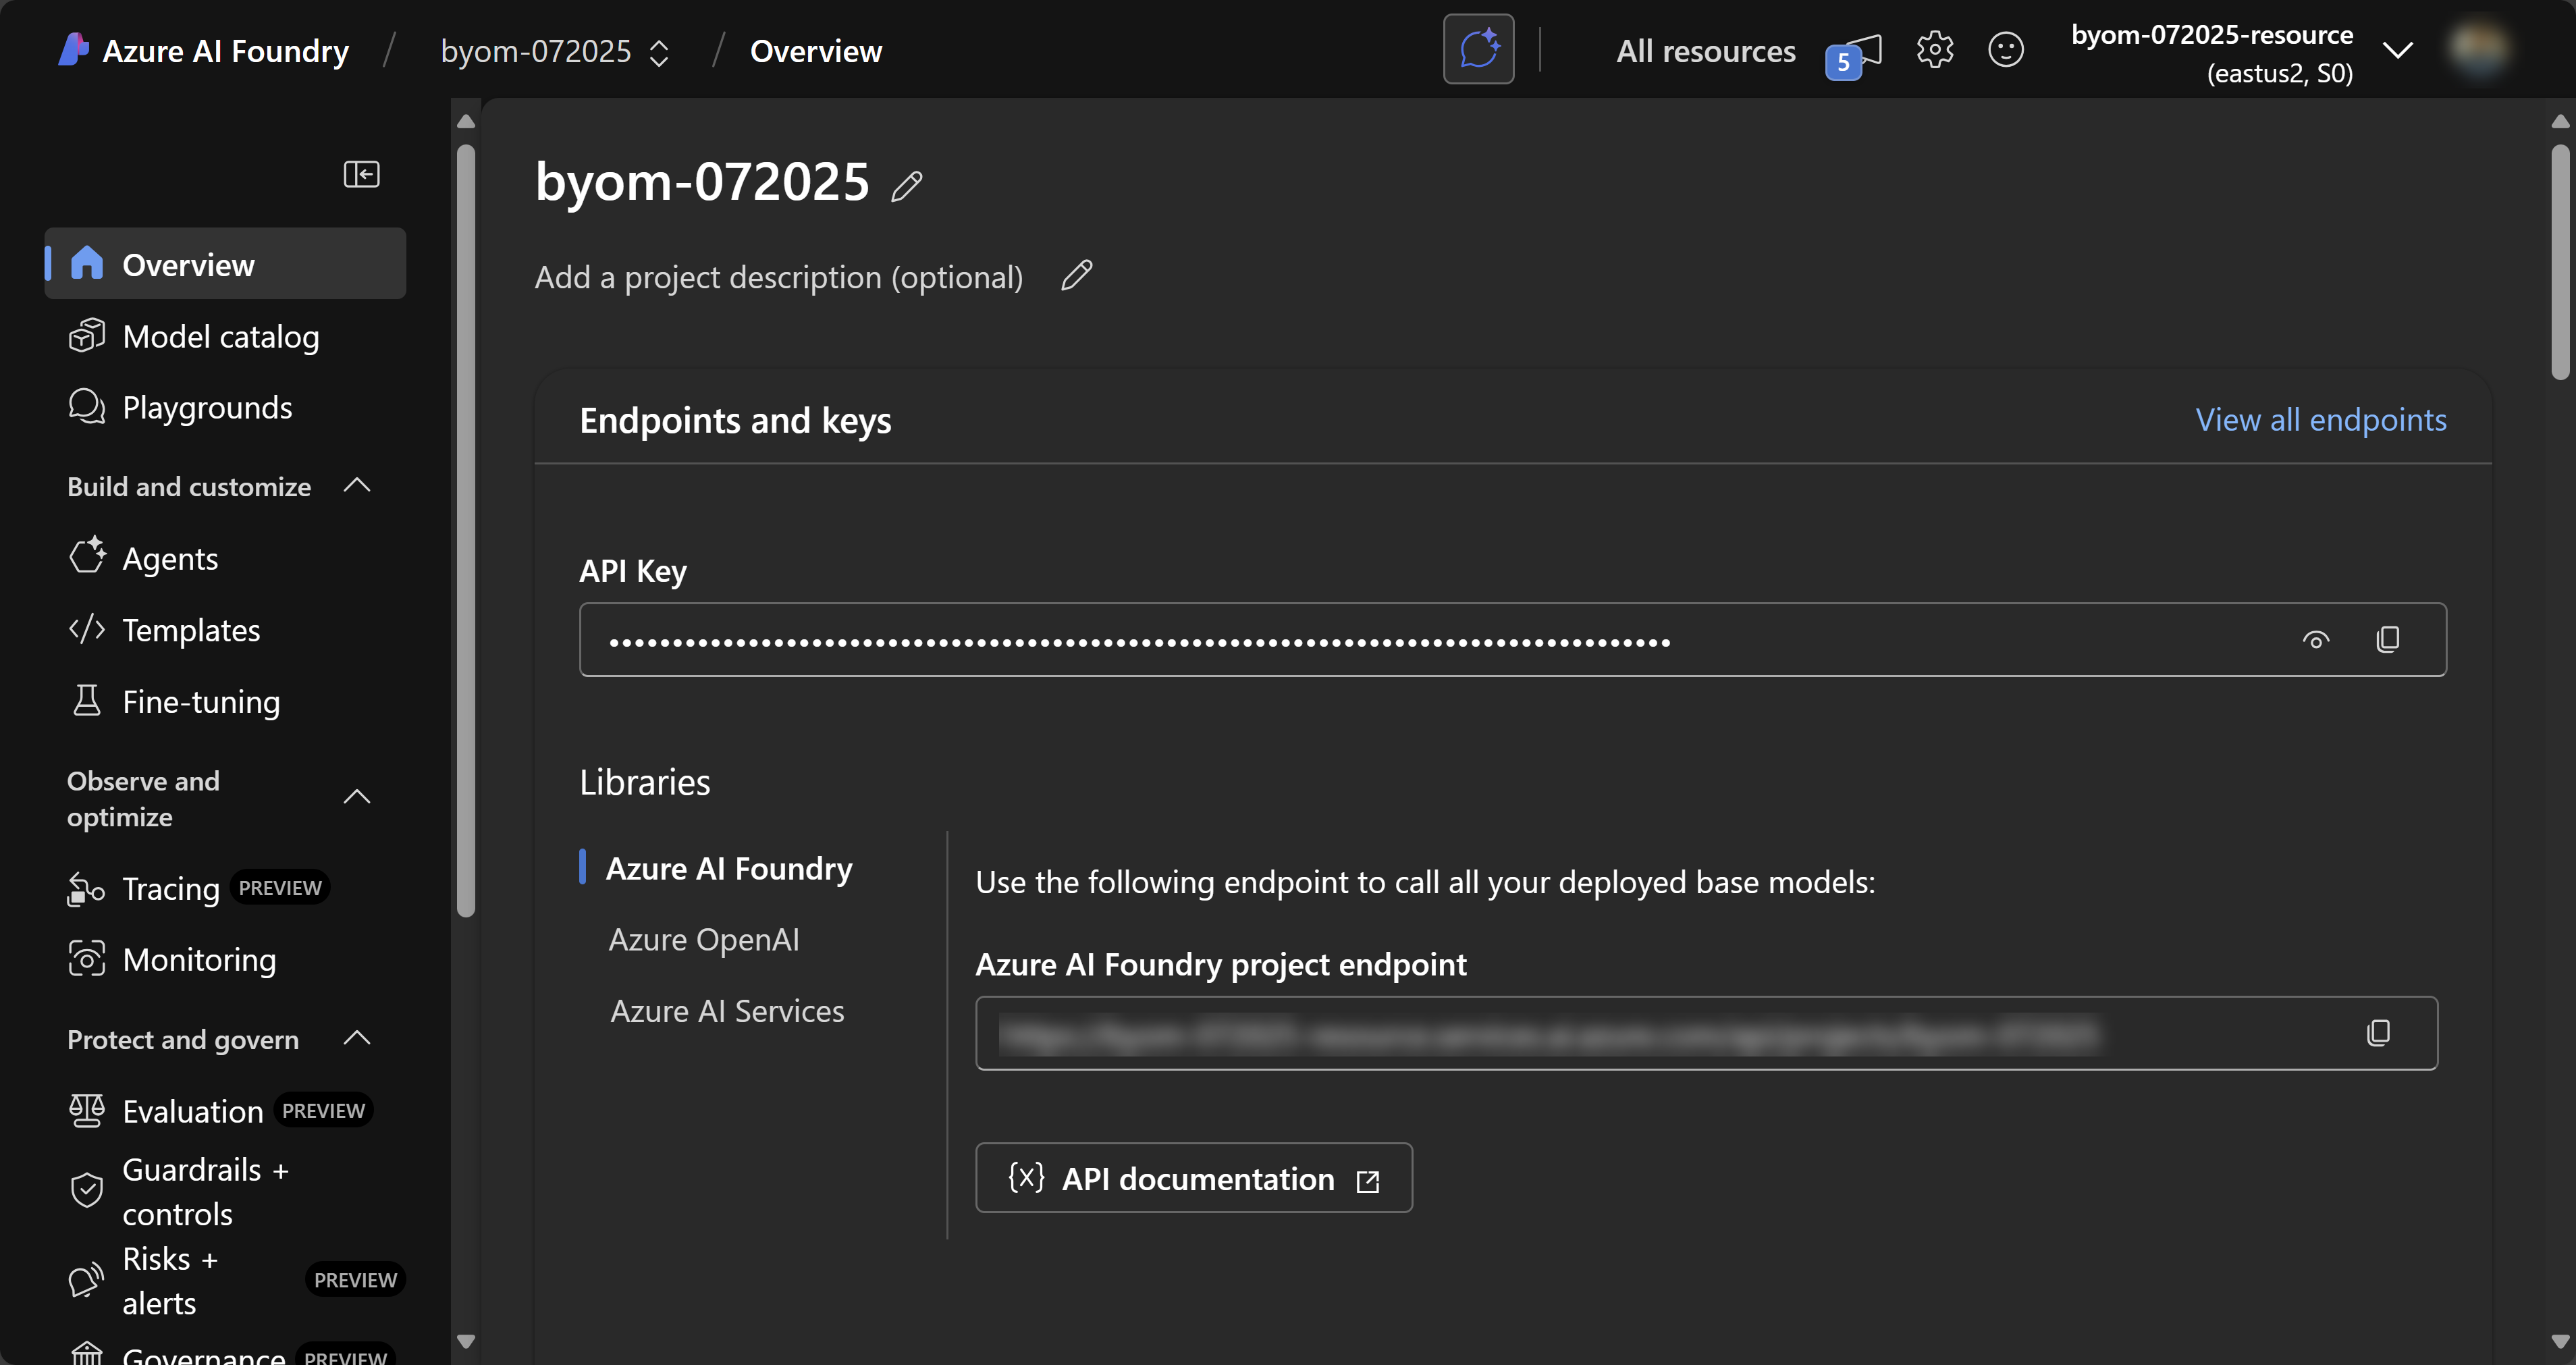 Azure AI Foundry / byom-072025 / Overview
All resources
5
byom-072025-resource
(eastus2, S0)
Overview
Model catalog
Playgrounds
Build and customize
Agents
Templates
Fine-tuning
Observe and
optimize
Tracing PREVIEW
Monitoring
Protect and govern
Evaluation PREVIEW
Guardrails +
controls
Risks +
alerts
PREVIEW
Governance PREVIEW
byom-072025
Add a project description (optional)
Endpoints and keys
View all endpoints
API Key
Libraries
Azure AI Foundry
Azure OpenAI
Azure AI Services
Use the following endpoint to call all your deployed base models:
Azure AI Foundry project endpoint
{x} API documentation